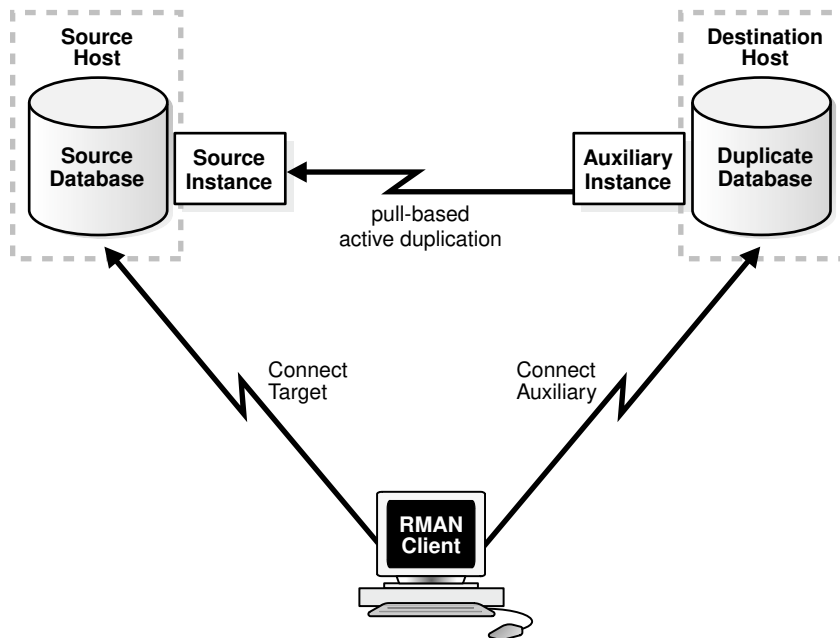 Source
Host
Destination
Host
Source
Database
Source
Instance
Auxiliary
Instance
Duplicate
Database
pull-based
active duplication
Connect
Target
Connect
Auxiliary
RMAN
Client